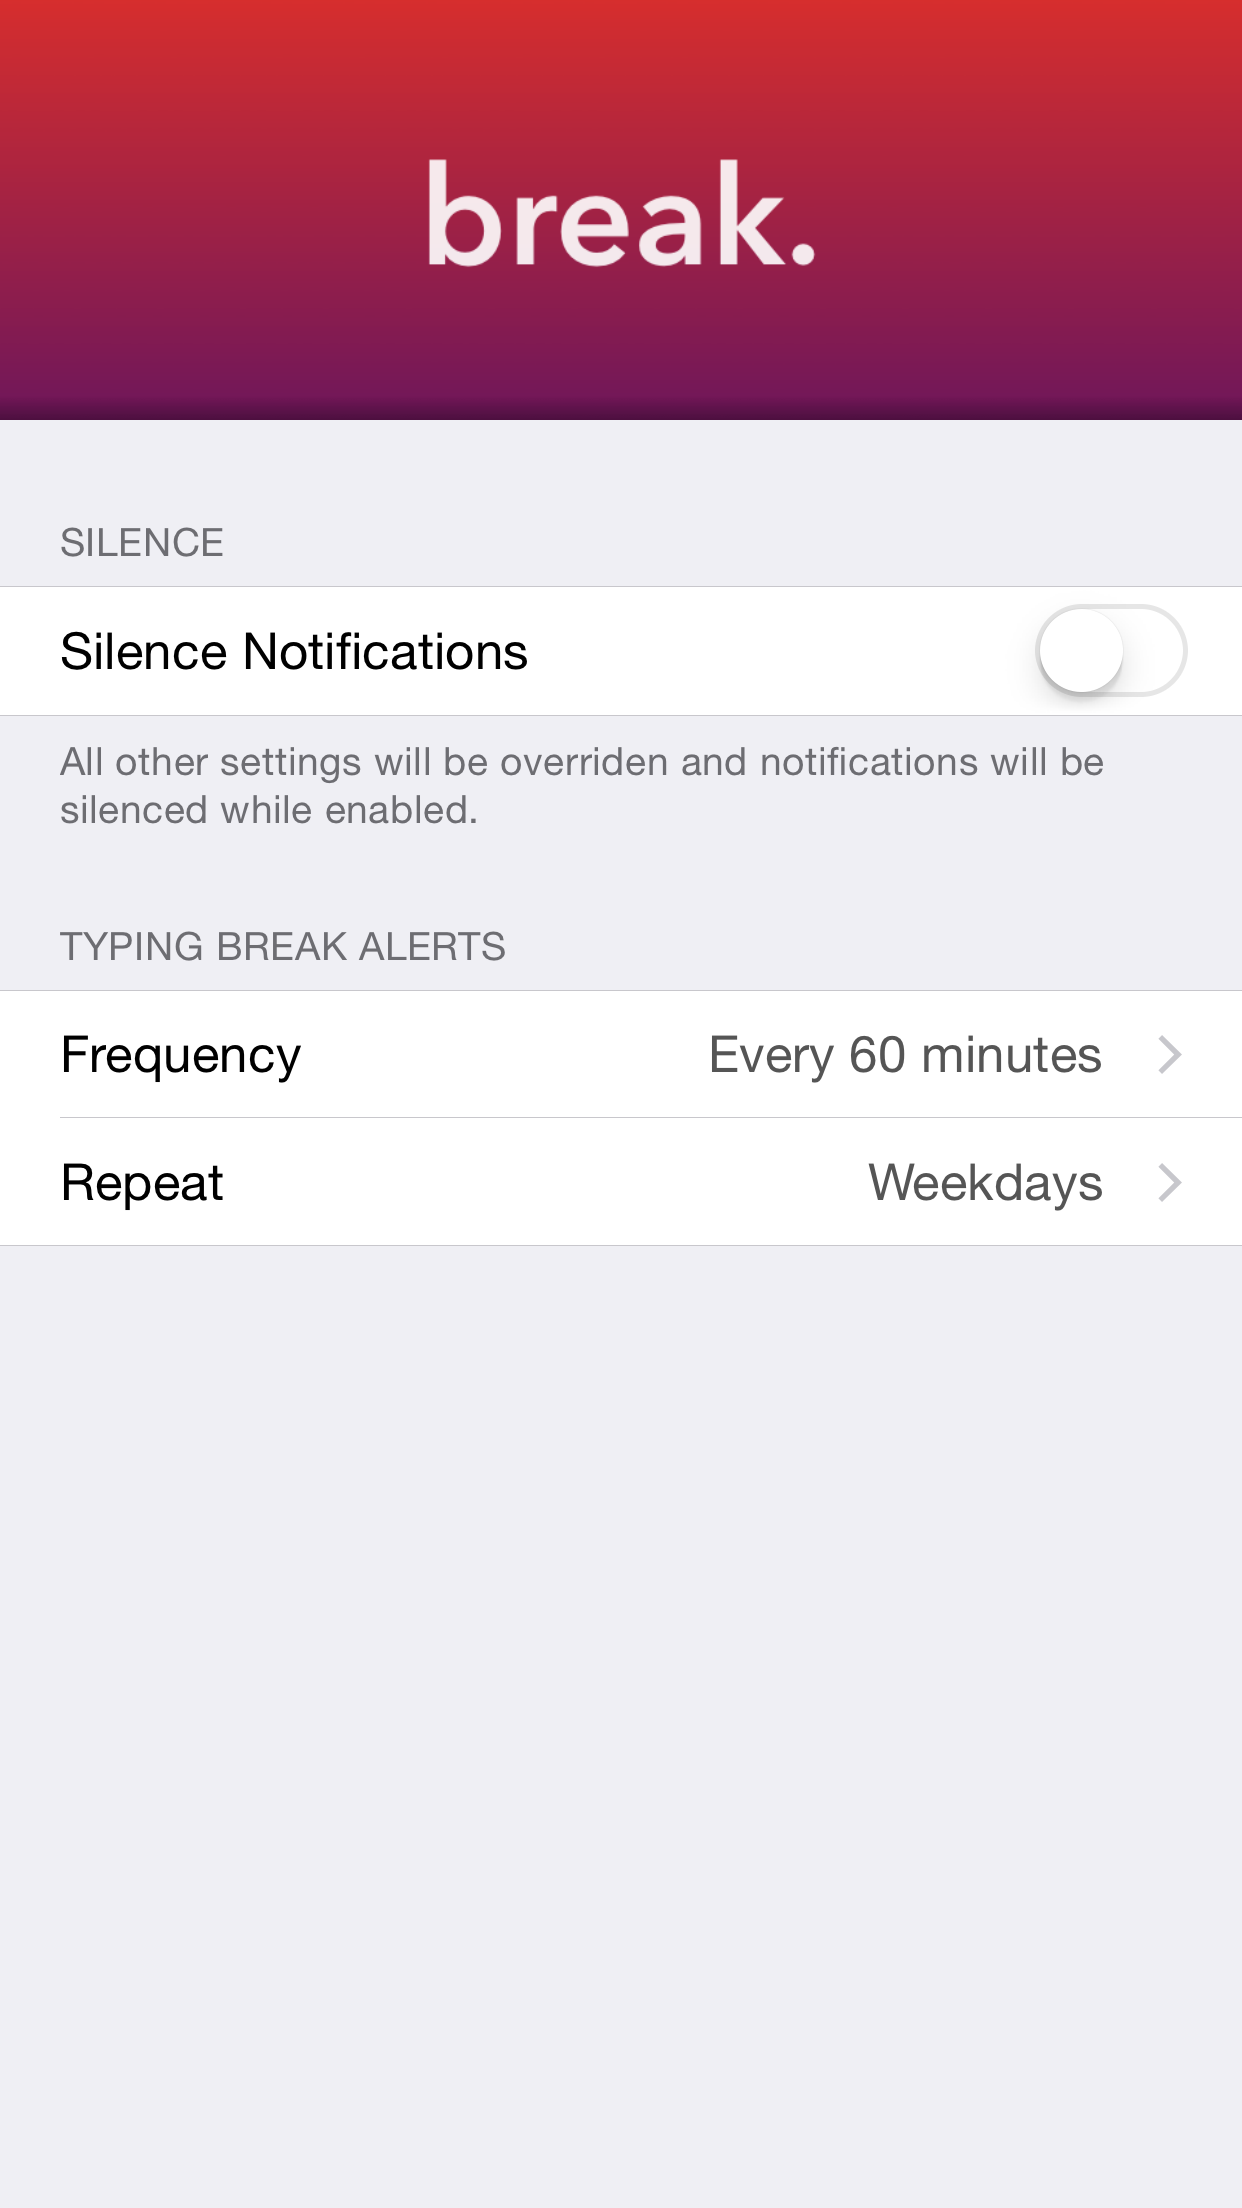 break.
SILENCE
Silence Notifications
All other settings will be overriden and notifications will be
silenced while enabled.
TYPING BREAK ALERTS
Frequency Every 60 minutes
Repeat Weekdays